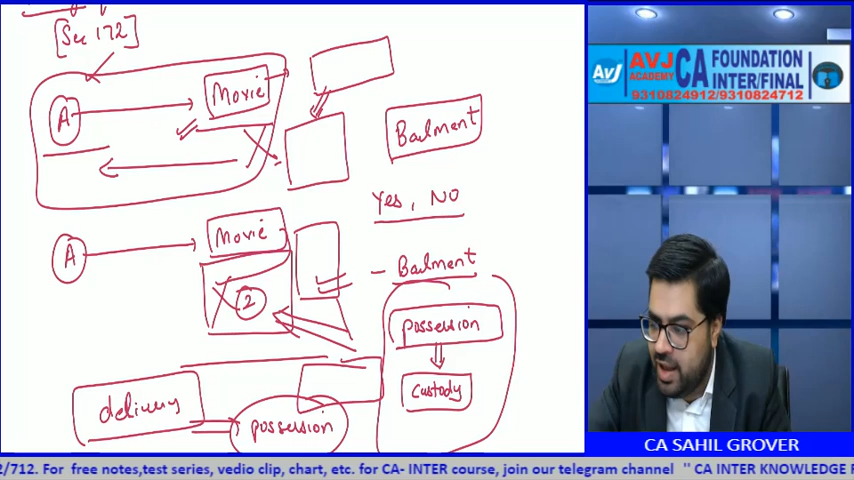 [Sec 172]
A
Movie
Bailment
Yes, NO
A
Movie
2
- Bailment
possession
Custody
delivery
possession
AVJ
ACADEMY
CA FOUNDATION
INTER/FINAL
9310824912/9310824712
CA SAHIL GROVER
2/712. For free notes,test series, vedio clip, chart, etc. for CA- INTER course, join our telegram channel " CA INTER KNOWLEDGE